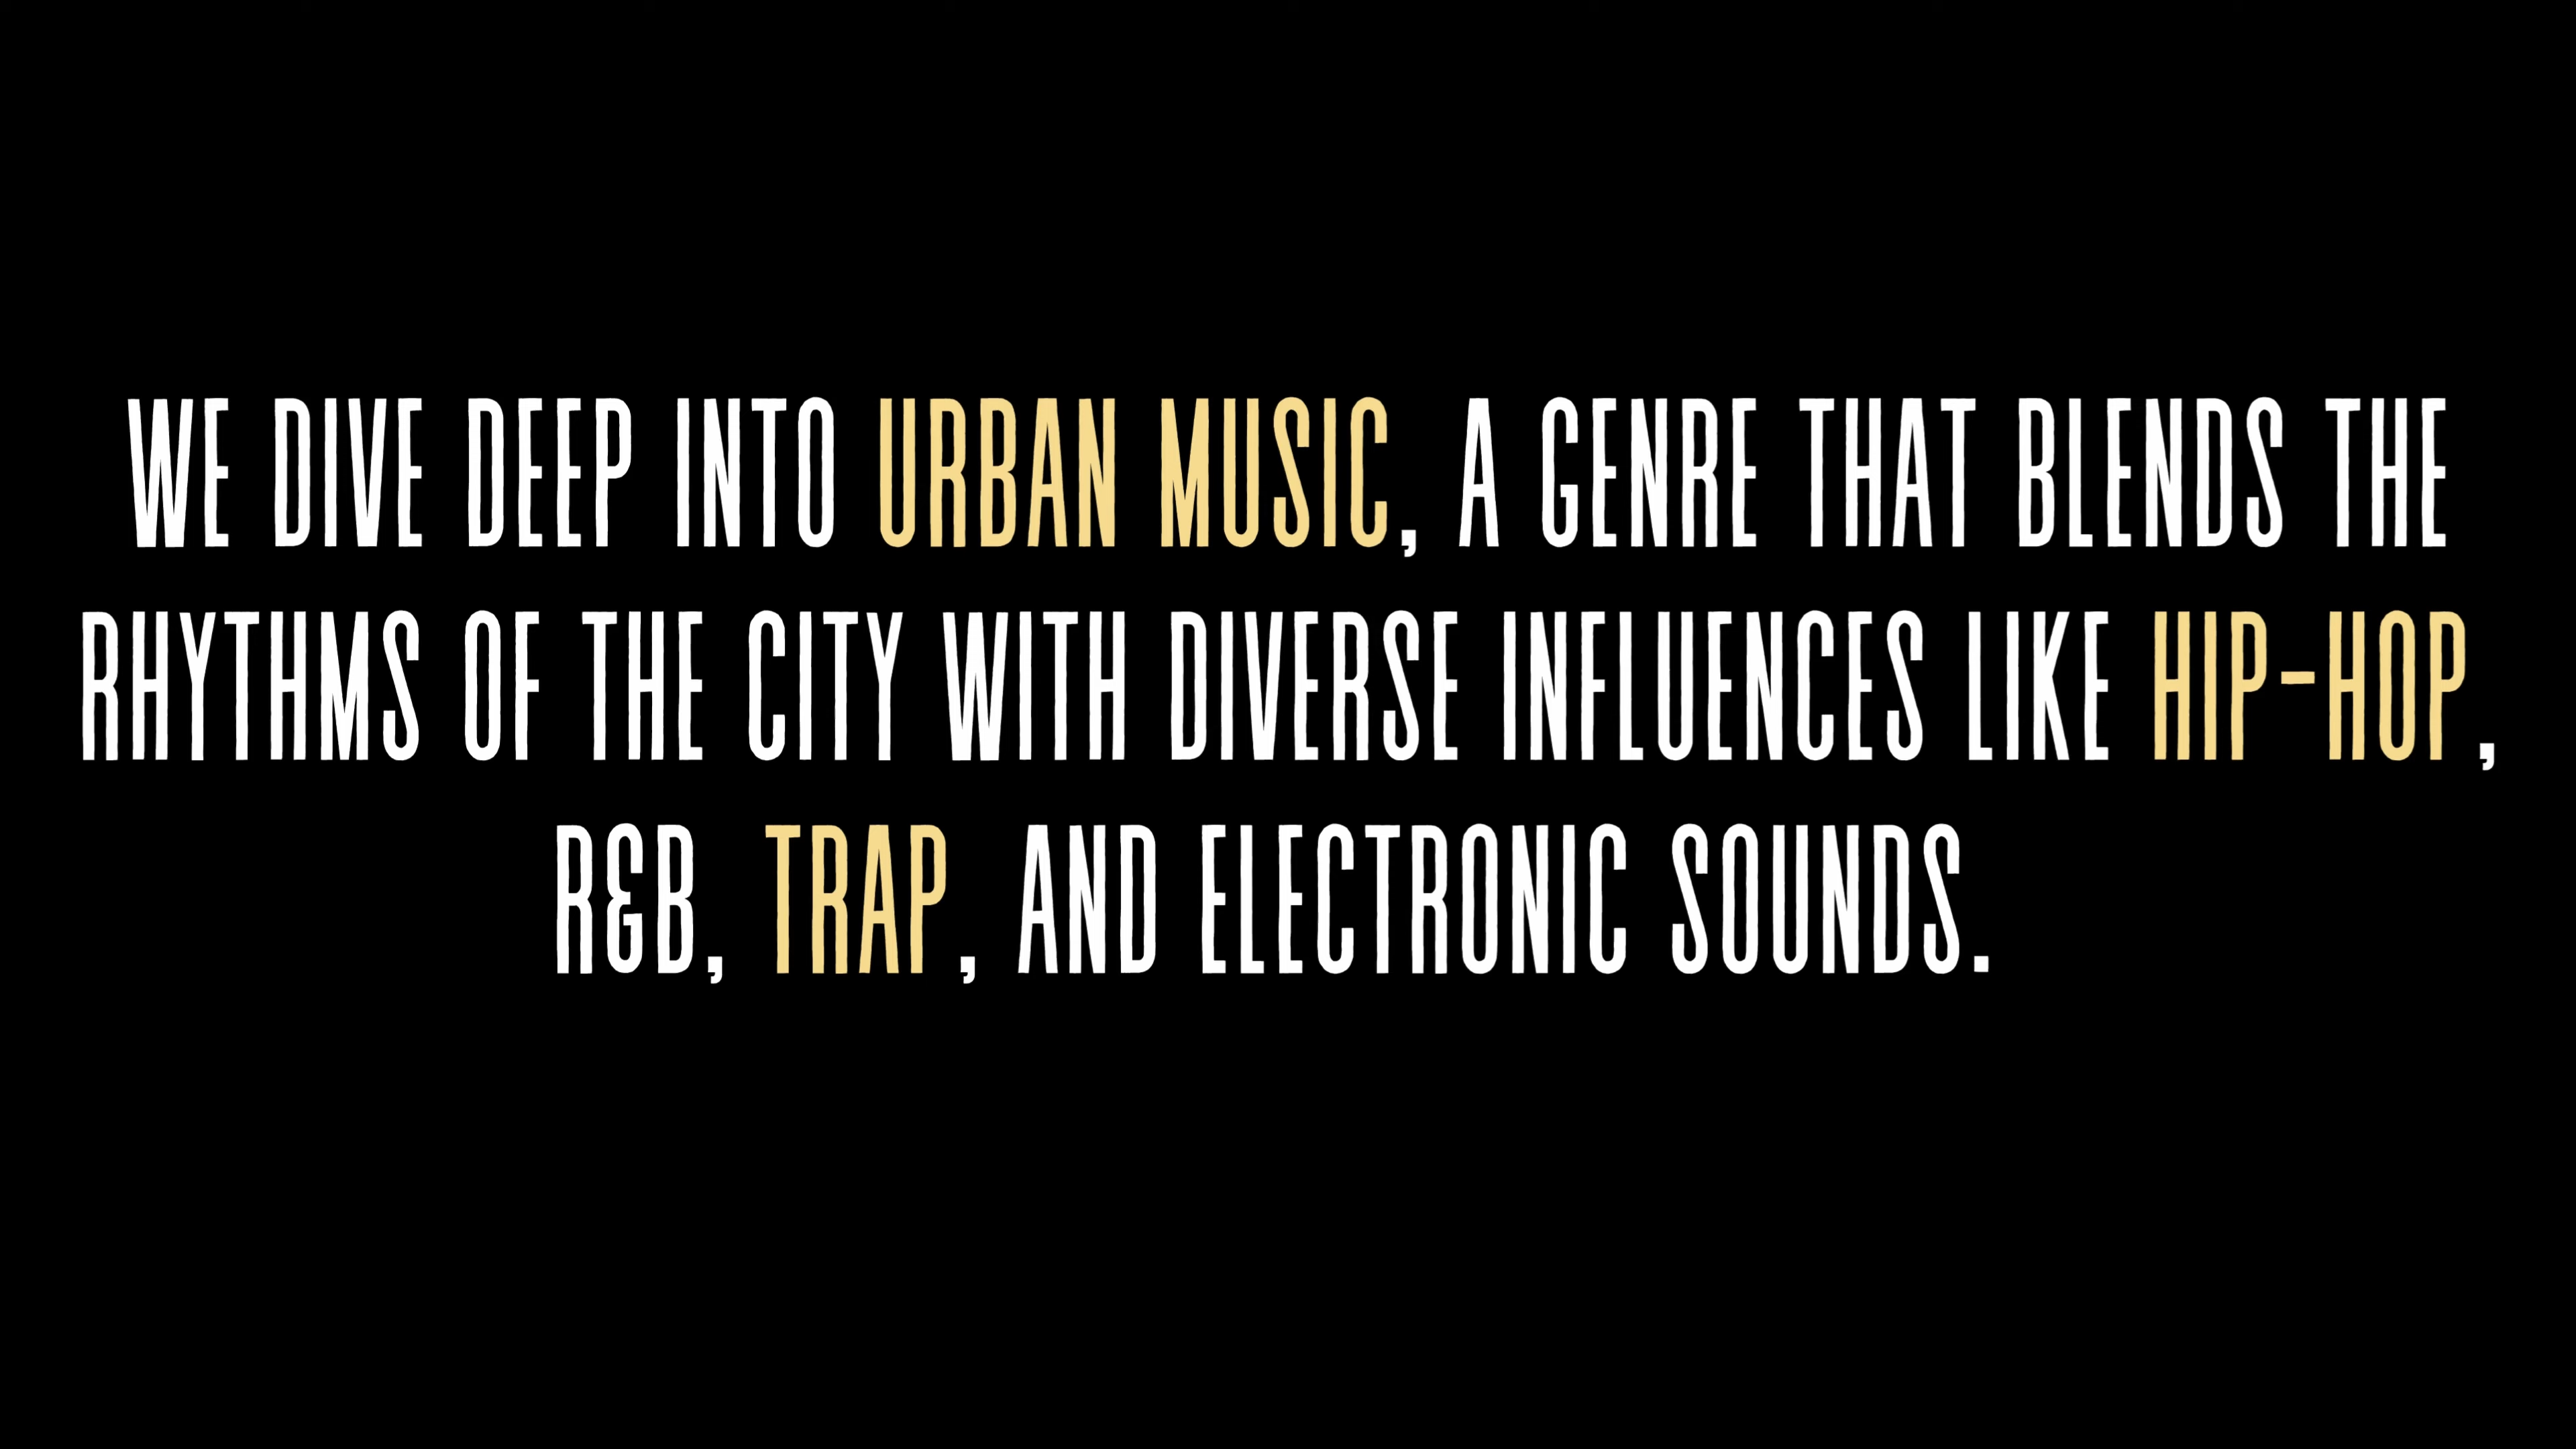 WE DIVE DEEP INTO URBAN MUSIC, A GENRE THAT BLENDS THE
RHYTHMS OF THE CITY WITH DIVERSE INFLUENCES LIKE HIP-HOP,
R&B, TRAP, AND ELECTRONIC SOUNDS.